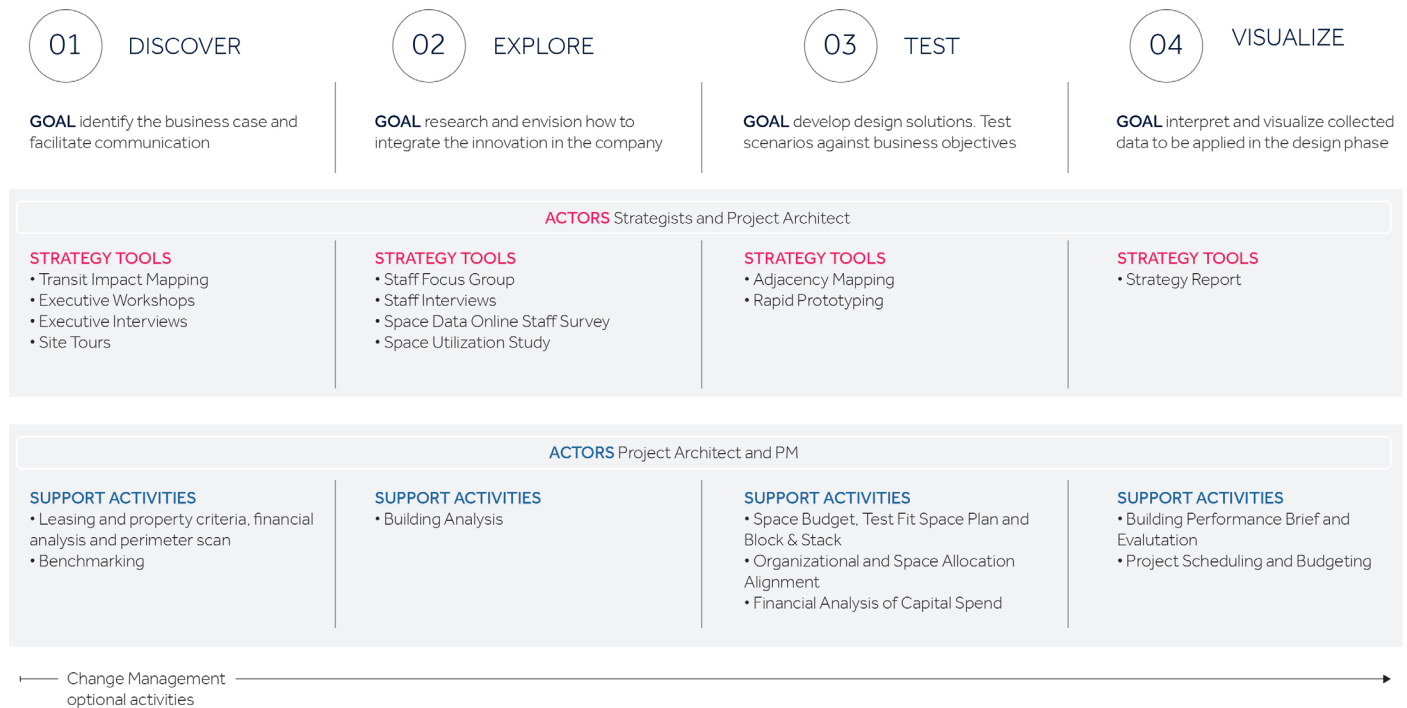 01 DISCOVER
02 EXPLORE
03 TEST
04 VISUALIZE
GOAL identify the business case and
facilitate communication
GOAL research and envision how to
integrate the innovation in the company
GOAL develop design solutions. Test
scenarios against business objectives
GOAL interpret and visualize collected
data to be applied in the design phase
ACTORS Strategists and Project Architect
STRATEGY TOOLS
• Transit Impact Mapping
• Executive Workshops
• Executive Interviews
• Site Tours
STRATEGY TOOLS
• Staff Focus Group
• Staff Interviews
• Space Data Online Staff Survey
• Space Utilization Study
STRATEGY TOOLS
• Adjacency Mapping
• Rapid Prototyping
STRATEGY TOOLS
• Strategy Report
ACTORS Project Architect and PM
SUPPORT ACTIVITIES
• Leasing and property criteria, financial
analysis and perimeter scan
• Benchmarking
SUPPORT ACTIVITIES
• Building Analysis
SUPPORT ACTIVITIES
• Space Budget, Test Fit Space Plan and
Block & Stack
• Organizational and Space Allocation
Alignment
• Financial Analysis of Capital Spend
SUPPORT ACTIVITIES
• Building Performance Brief and
Evalutation
• Project Scheduling and Budgeting
Change Management
optional activities